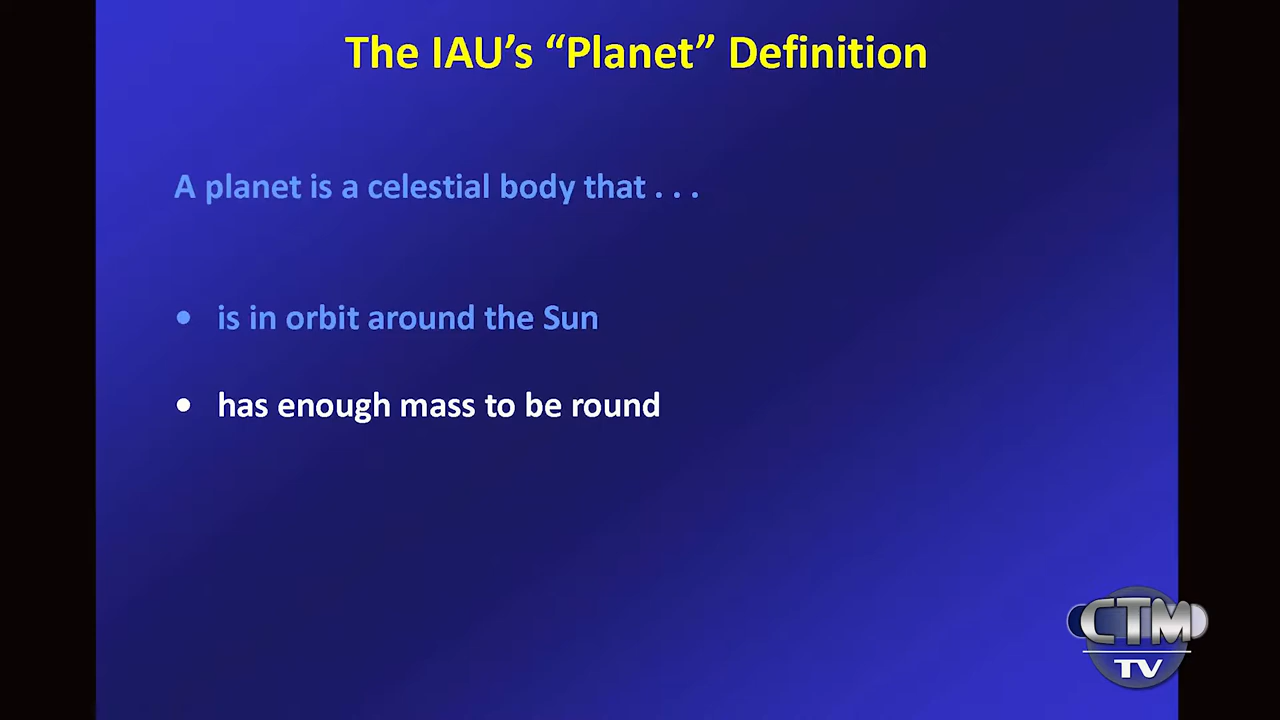 The IAU’s “Planet” Definition
A planet is a celestial body that . . .
• is in orbit around the Sun
• has enough mass to be round
CTM
TV